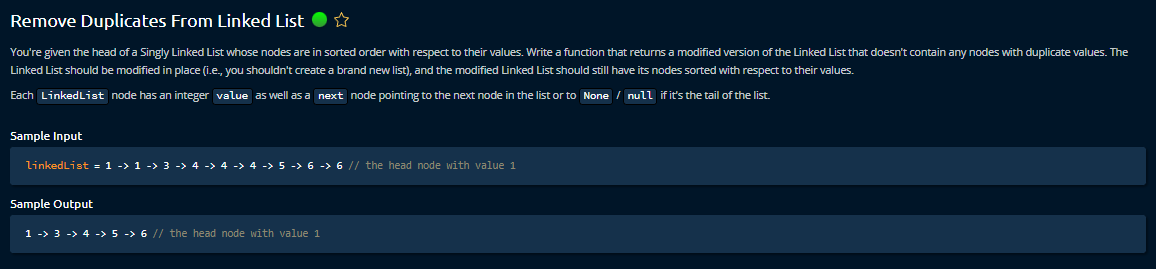 Remove Duplicates From Linked List
You're given the head of a Singly Linked List whose nodes are in sorted order with respect to their values. Write a function that returns a modified version of the Linked List that doesn't contain any nodes with duplicate values. The
Linked List should be modified in place (i.e., you shouldn't create a brand new list), and the modified Linked List should still have its nodes sorted with respect to their values.
Each LinkedList node has an integer value as well as a next node pointing to the next node in the list or to None / null if it's the tail of the list.
Sample Input
linkedList = 1 -> 1 -> 3 -> 4 -> 4 -> 4 -> 5 -> 6 -> 6 // the head node with value 1
Sample Output
1 -> 3 -> 4 -> 5 -> 6 // the head node with value 1